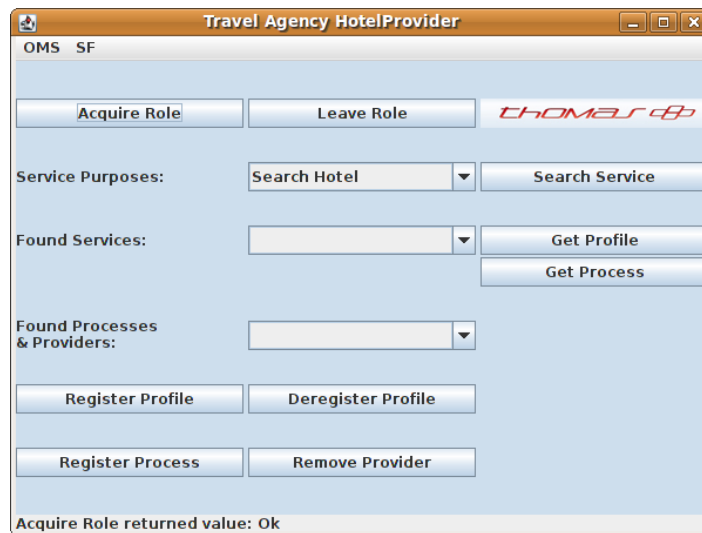 Travel Agency HotelProvider
OMS SF
Acquire Role
Leave Role
thomas
Service Purposes:
Search Hotel
Search Service
Found Services:
Get Profile
Get Process
Found Processes
& Providers:
Register Profile
Deregister Profile
Register Process
Remove Provider
Acquire Role returned value: Ok